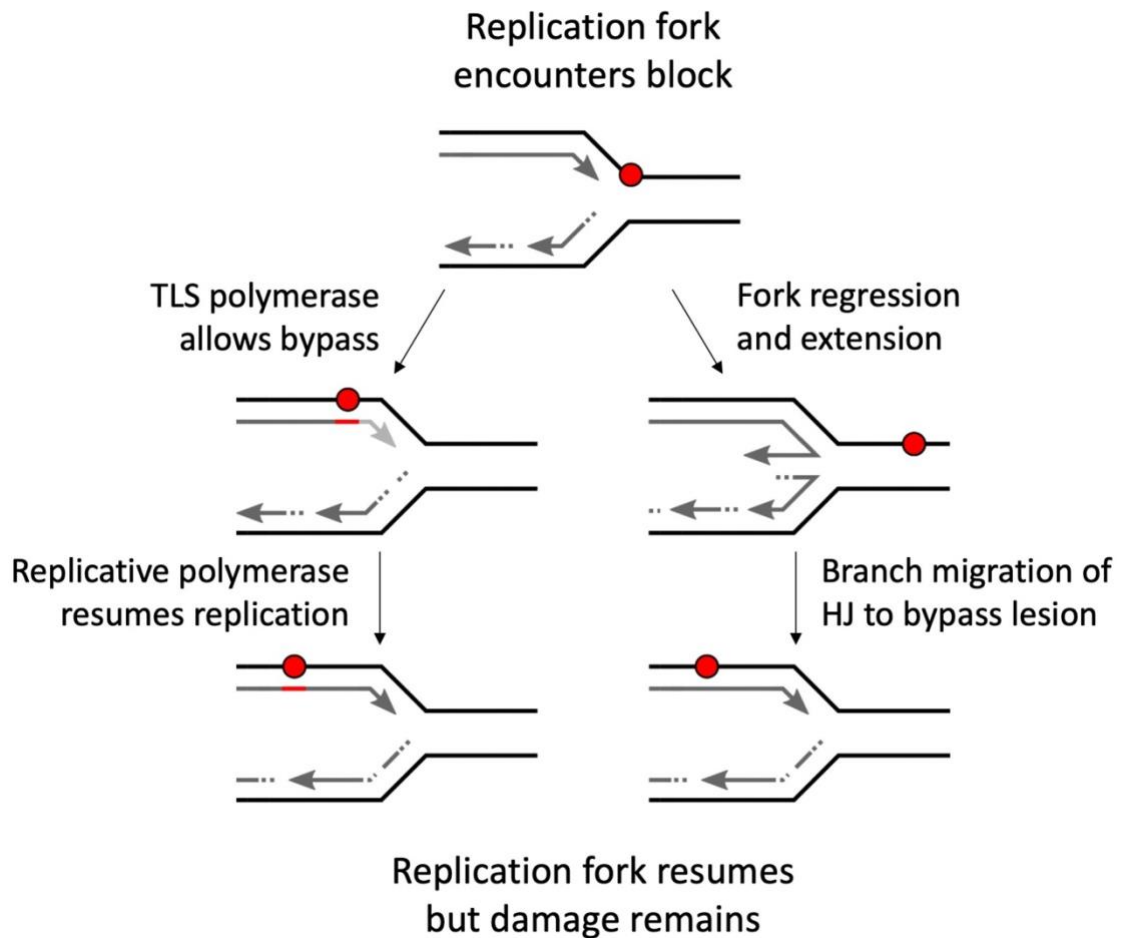 Replication fork
encounters block
TLS polymerase
allows bypass
Fork regression
and extension
Replicative polymerase
resumes replication
Branch migration of
HJ to bypass lesion
Replication fork resumes
but damage remains